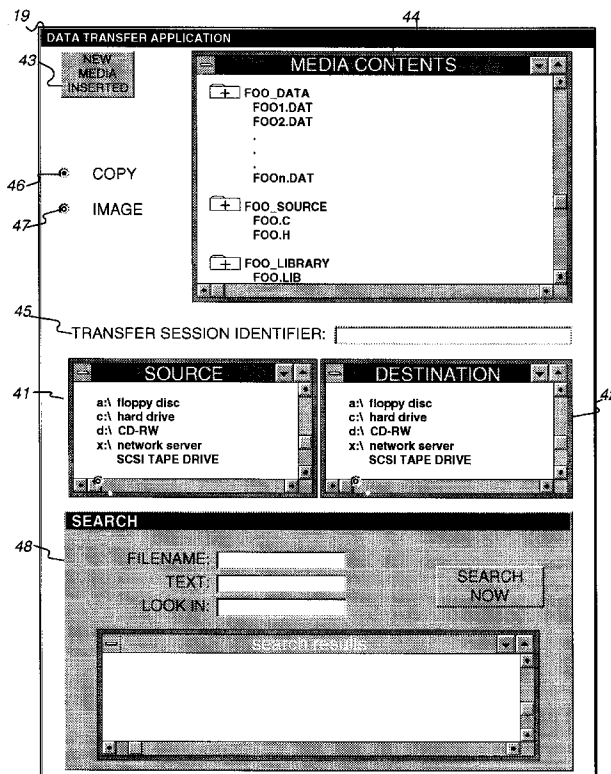 19
44
DATA TRANSFER APPLICATION
43
NEW
MEDIA
INSERTED
MEDIA CONTENTS
FOO_DATA
FOO1.DAT
FOO2.DAT
.
.
.
FOOn.DAT
46
COPY
47
IMAGE
FOO_SOURCE
FOO.C
FOO.H
FOO_LIBRARY
FOO.LIB
45
TRANSFER SESSION IDENTIFIER:
41
SOURCE
a:\ floppy disc
c:\ hard drive
d:\ CD-RW
x:\ network server
SCSI TAPE DRIVE
DESTINATION
42
a:\ floppy disc
c:\ hard drive
d:\ CD-RW
x:\ network server
SCSI TAPE DRIVE
SEARCH
48
FILENAME:
TEXT:
LOOK IN:
SEARCH
NOW
search results